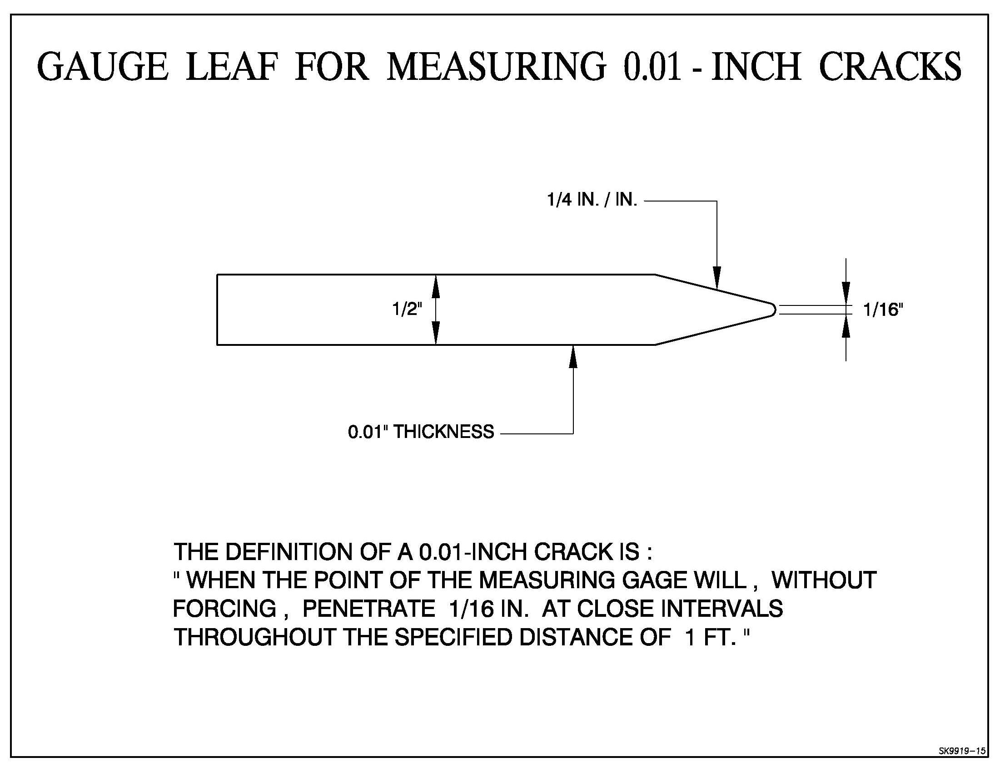 GAUGE LEAF FOR MEASURING 0.01 - INCH CRACKS
1/4 IN. / IN.
1/2"
1/16"
0.01" THICKNESS
THE DEFINITION OF A 0.01-INCH CRACK IS :
" WHEN THE POINT OF THE MEASURING GAGE WILL , WITHOUT
FORCING , PENETRATE 1/16 IN. AT CLOSE INTERVALS
THROUGHOUT THE SPECIFIED DISTANCE OF 1 FT. "
SK9919-15